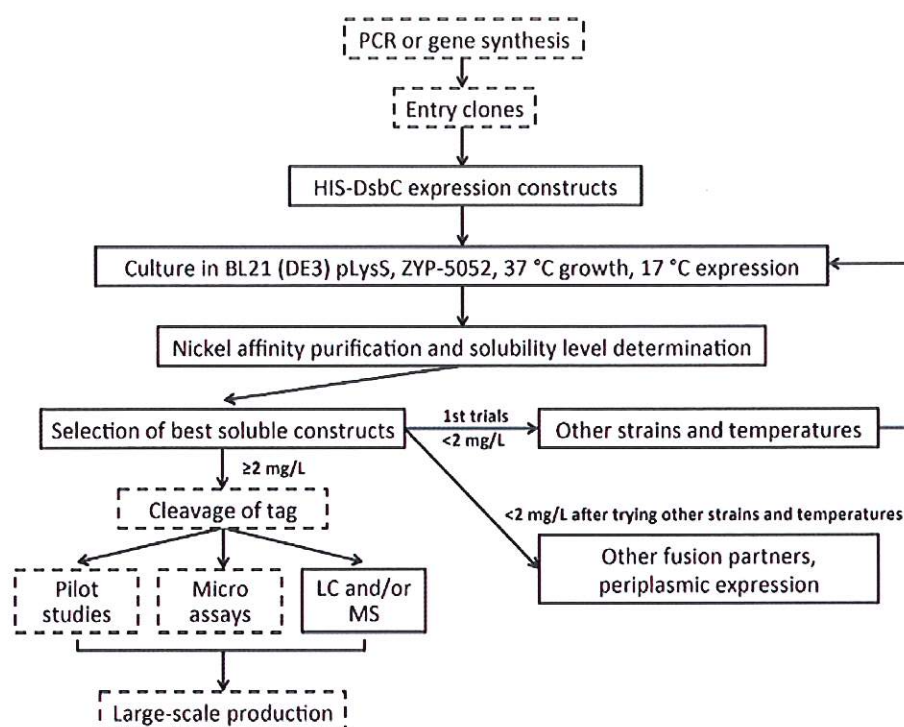 PCR or gene synthesis
Entry clones
HIS-DsbC expression constructs
Culture in BL21 (DE3) pLysS, ZYP-5052, 37 °C growth, 17 °C expression
Nickel affinity purification and solubility level determination
Selection of best soluble constructs
1st trials
<2 mg/L
Other strains and temperatures
≥2 mg/L
Cleavage of tag
<2 mg/L after trying other strains and temperatures
Other fusion partners,
periplasmic expression
Pilot
studies
Micro
assays
LC and/or
MS
Large-scale production